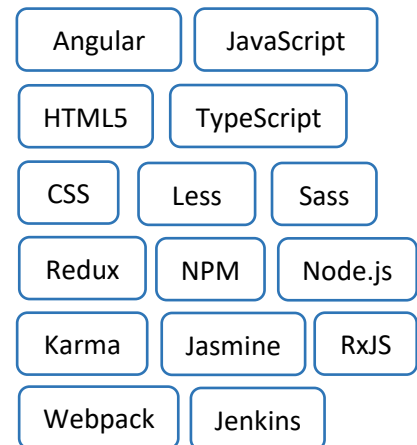 Angular JavaScript
HTML5 TypeScript
CSS Less Sass
Redux NPM Node.js
Karma Jasmine RxJS
Webpack Jenkins